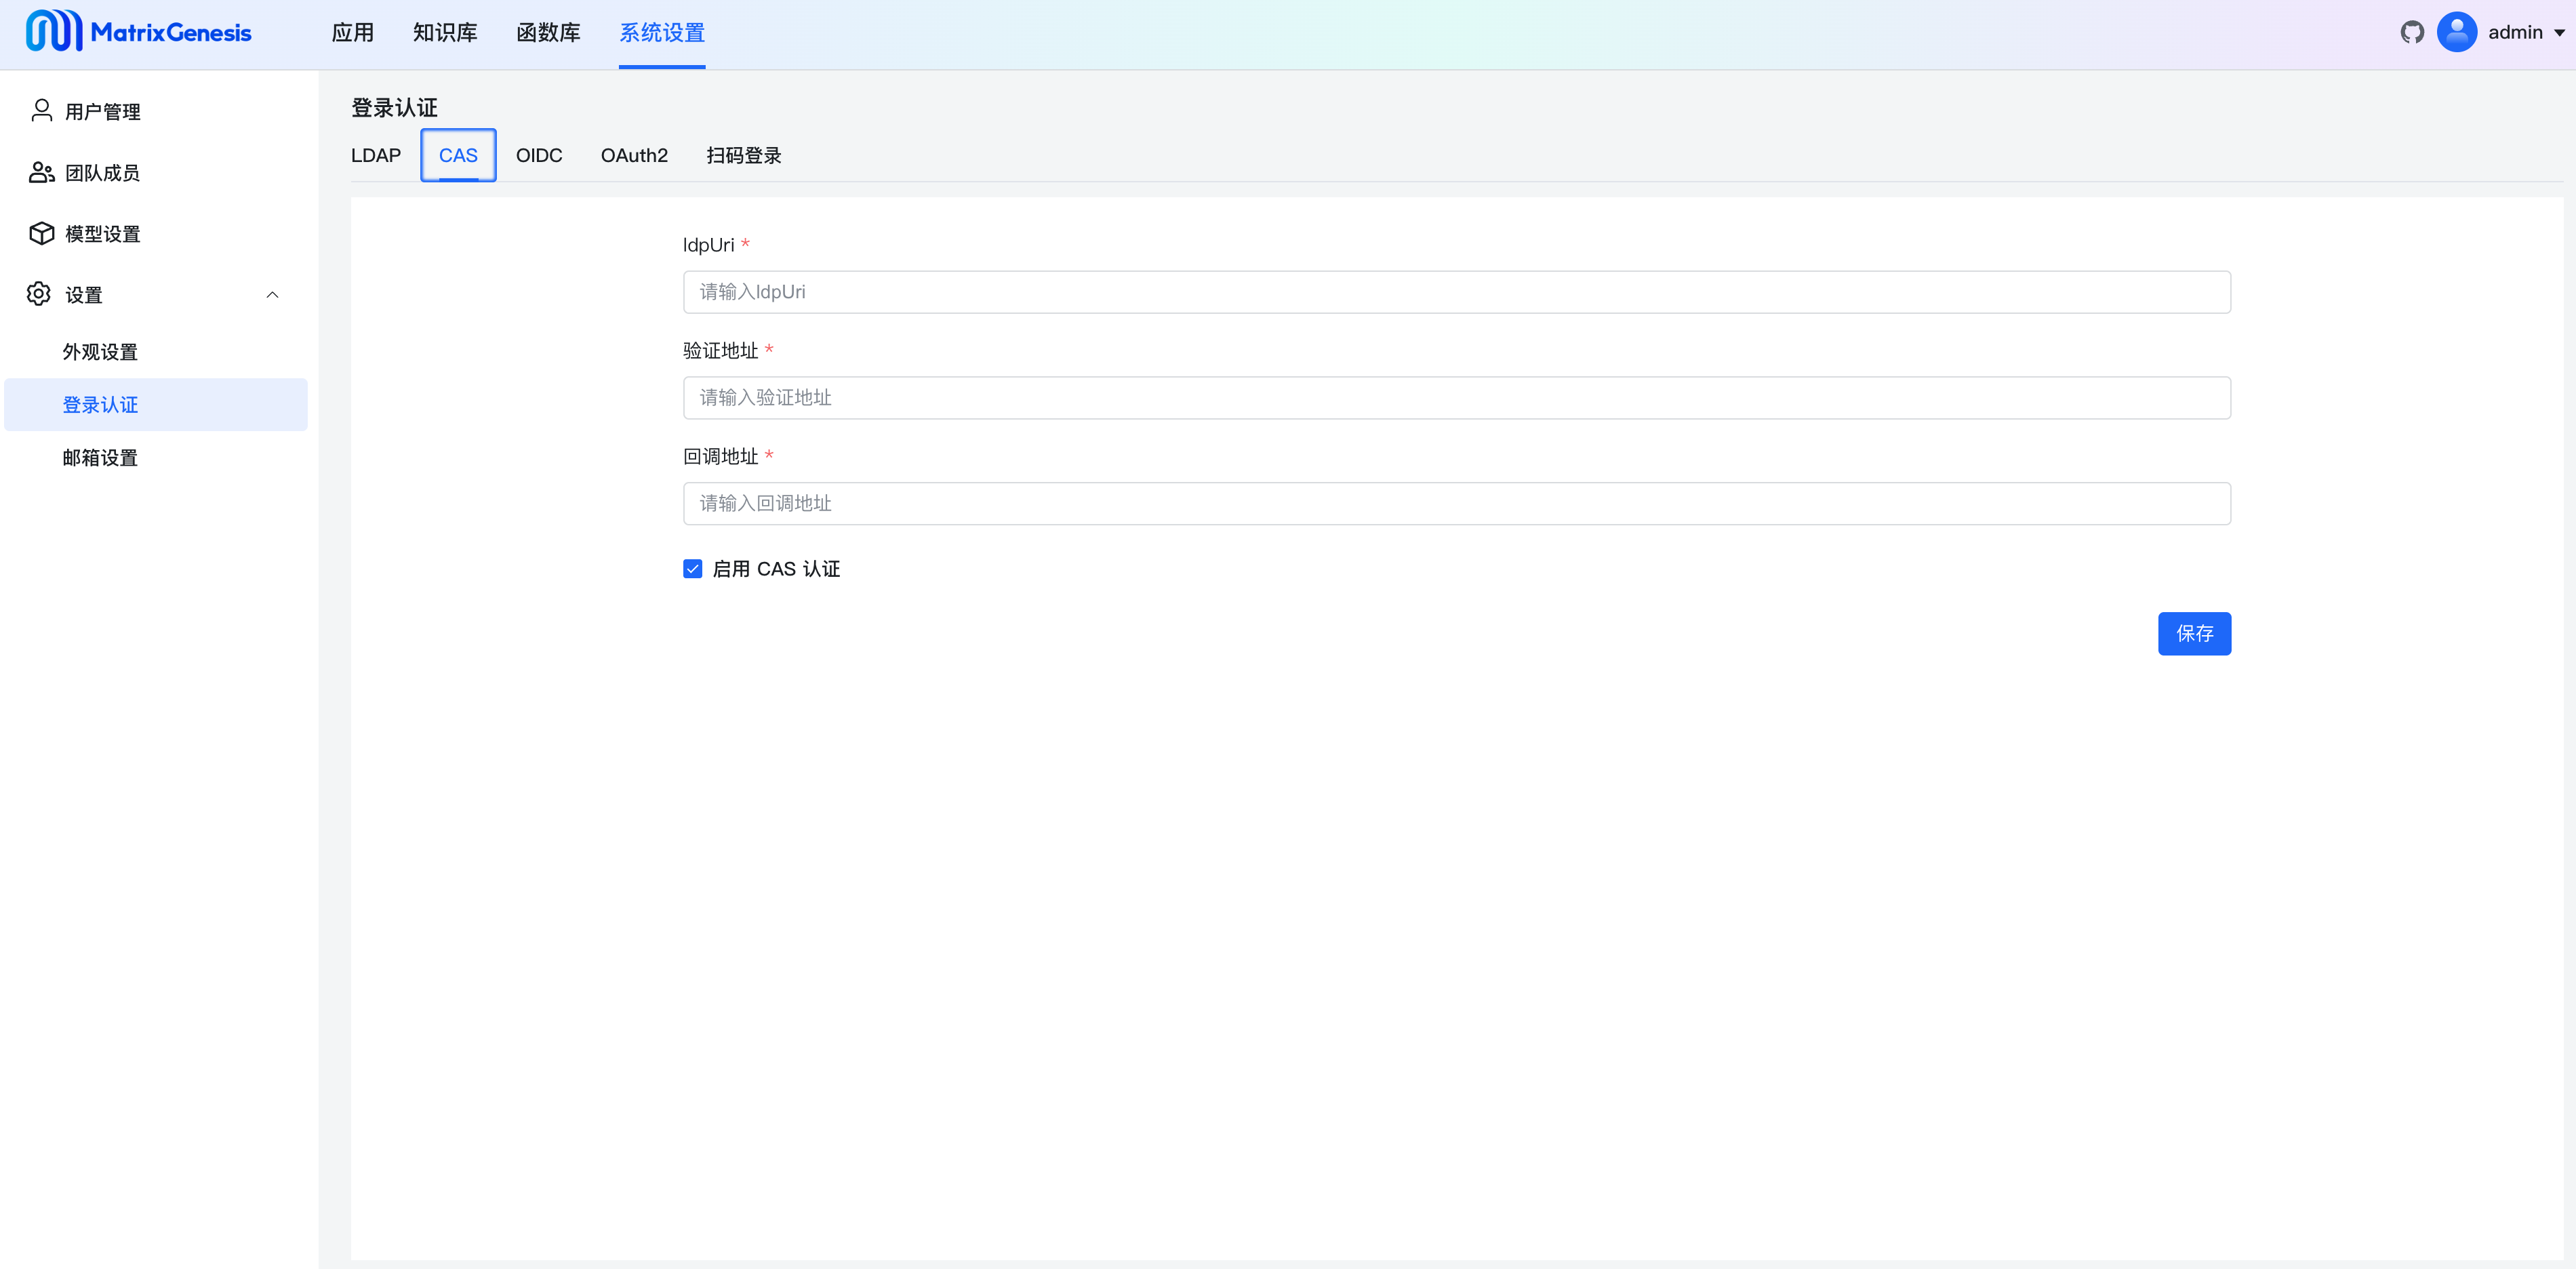 MatrixGenesis
应用 知识库 函数库 系统设置
admin
用户管理
团队成员
模型设置
设置
外观设置
登录认证
邮箱设置
登录认证
LDAP CAS OIDC OAuth2 扫码登录
ldpUri *
请输入ldpUri
验证地址 *
请输入验证地址
回调地址 *
请输入回调地址
启用 CAS 认证
保存